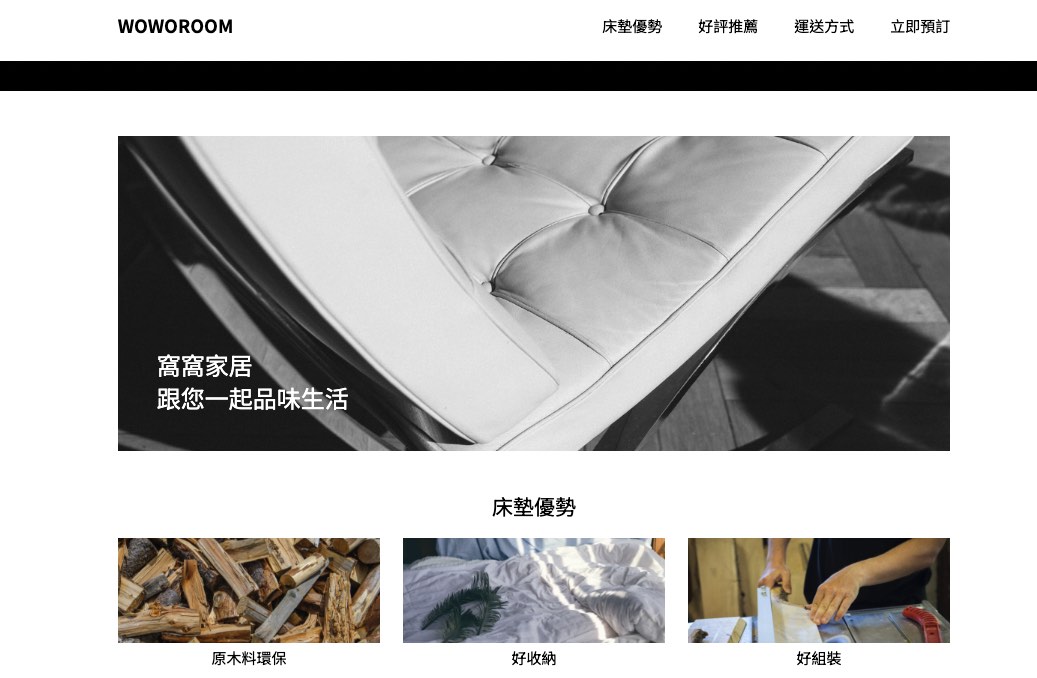 WOWOROOM
床墊優勢
好評推薦
運送方式
立即預訂
窩窩家居
跟您一起品味生活
床墊優勢
原木料環保
好收納
好組裝